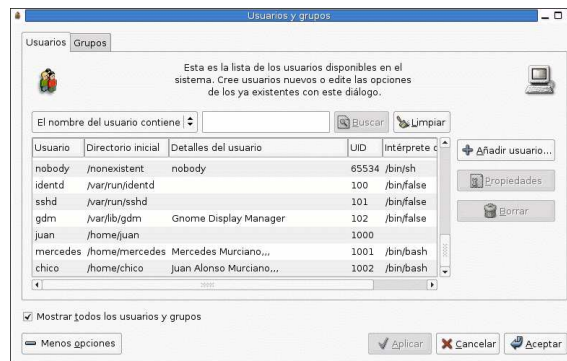 Usuarios y grupos
Usuarios Grupos
Esta es la lista de los usuarios disponibles en el
sistema. Cree usuarios nuevos o edite las opciones
de los ya existentes con este diálogo.
El nombre del usuario contiene Buscar Limpiar
Usuario Directorio inicial Detalles del usuario UID Intérprete c
nobody /nonexistent nobody 65534 /bin/sh
identd /var/run/identd 100 /bin/false
sshd /var/run/sshd 101 /bin/false
gdm /var/lib/gdm Gnome Display Manager 102 /bin/false
juan /home/juan 1000
mercedes /home/mercedes Mercedes Murciano,,, 1001 /bin/bash
chico /home/chico Juan Alonso Murciano,,, 1002 /bin/bash
Añadir usuario...
Propiedades
Borrar
Mostrar todos los usuarios y grupos
Menos opciones Aplicar Cancelar Aceptar